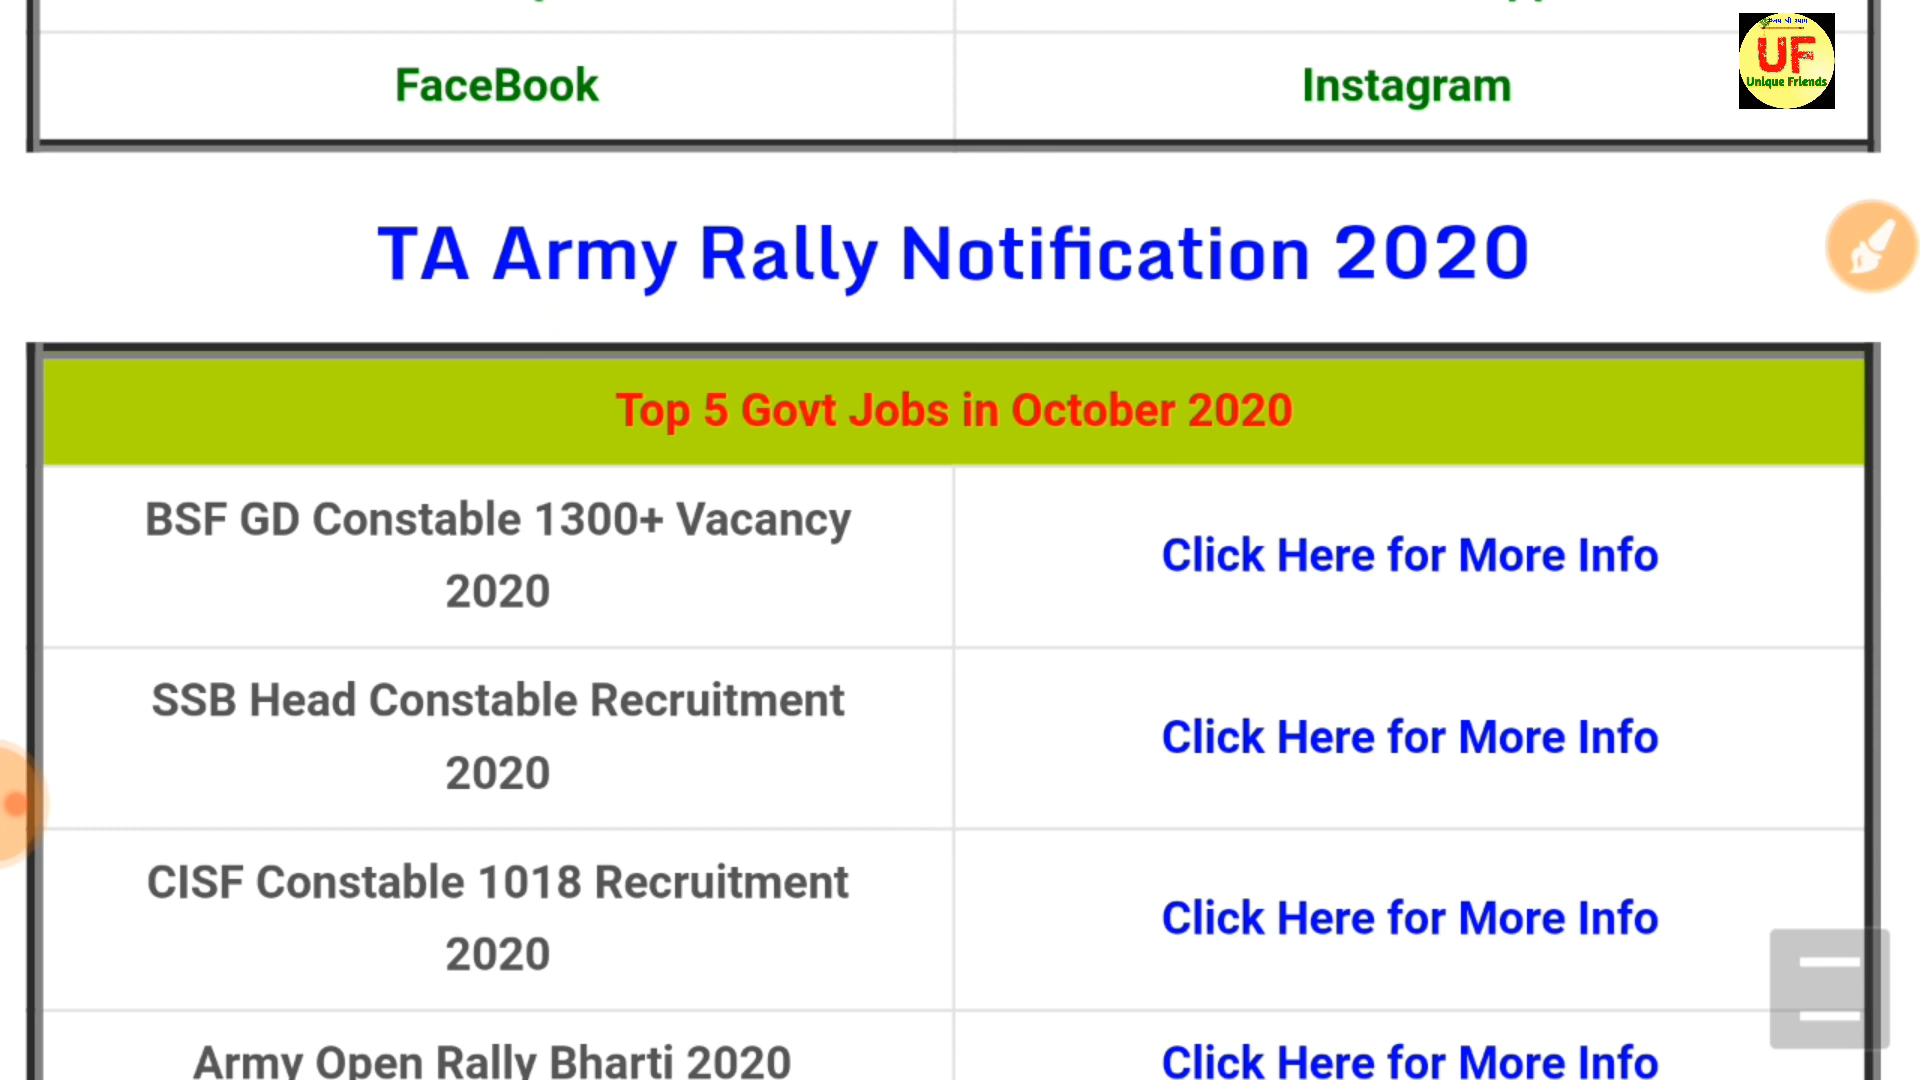 FaceBook
Instagram
UF
Unique Friends
TA Army Rally Notification 2020
Top 5 Govt Jobs in October 2020
BSF GD Constable 1300+ Vacancy
2020
Click Here for More Info
SSB Head Constable Recruitment
2020
Click Here for More Info
CISF Constable 1018 Recruitment
2020
Click Here for More Info
Army Open Rally Bharti 2020
Click Here for More Info